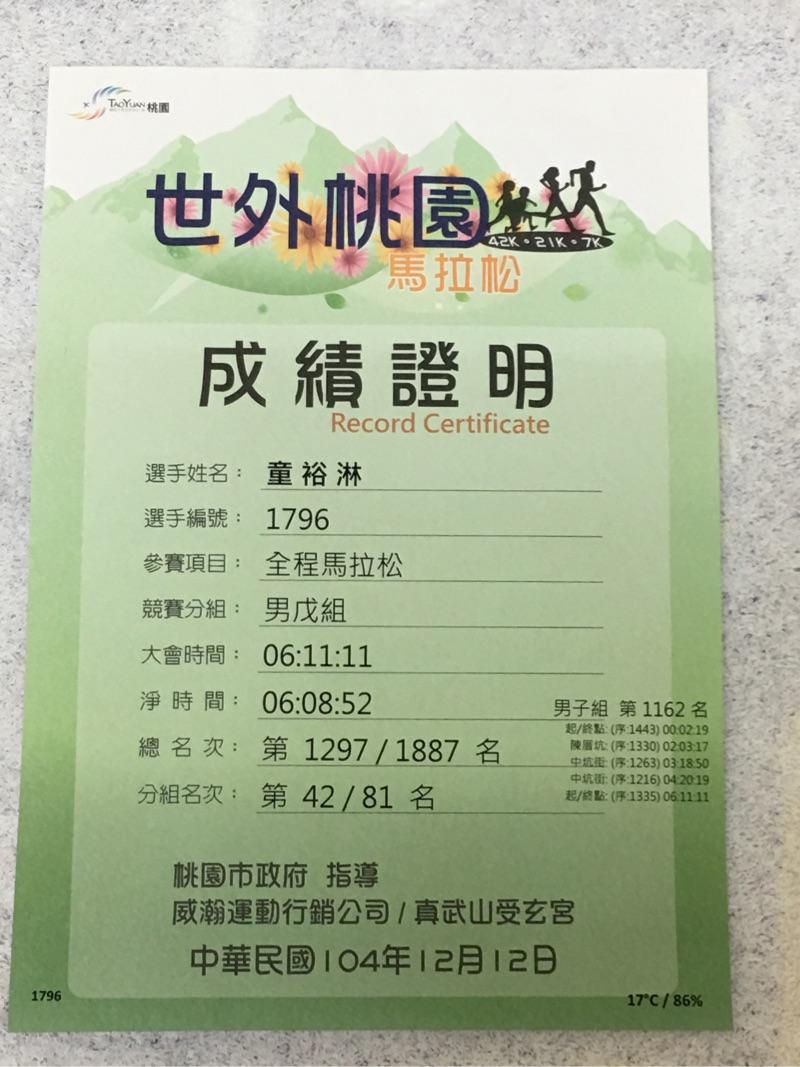 TAOYUAN 桃園
世外桃園
42K • 21K • 7K
馬拉松
成績證明
Record Certificate
選手姓名： 童裕淋
選手編號： 1796
參賽項目： 全程馬拉松
競賽分組： 男戊組
大會時間： 06:11:11
淨時間： 06:08:52
男子組 第 1162 名
總名次： 第 1297 / 1887 名
分組名次： 第 42 / 81 名
起/終點: (序:1443) 00:02:19
陳厝坑: (序:1330) 02:03:17
中坑街: (序:1263) 03:18:50
中坑街: (序:1216) 04:20:19
起/終點: (序:1335) 06:11:11
桃園市政府 指導
威瀚運動行銷公司 / 真武山受玄宮
中華民國104年12月12日
1796
17°C / 86%